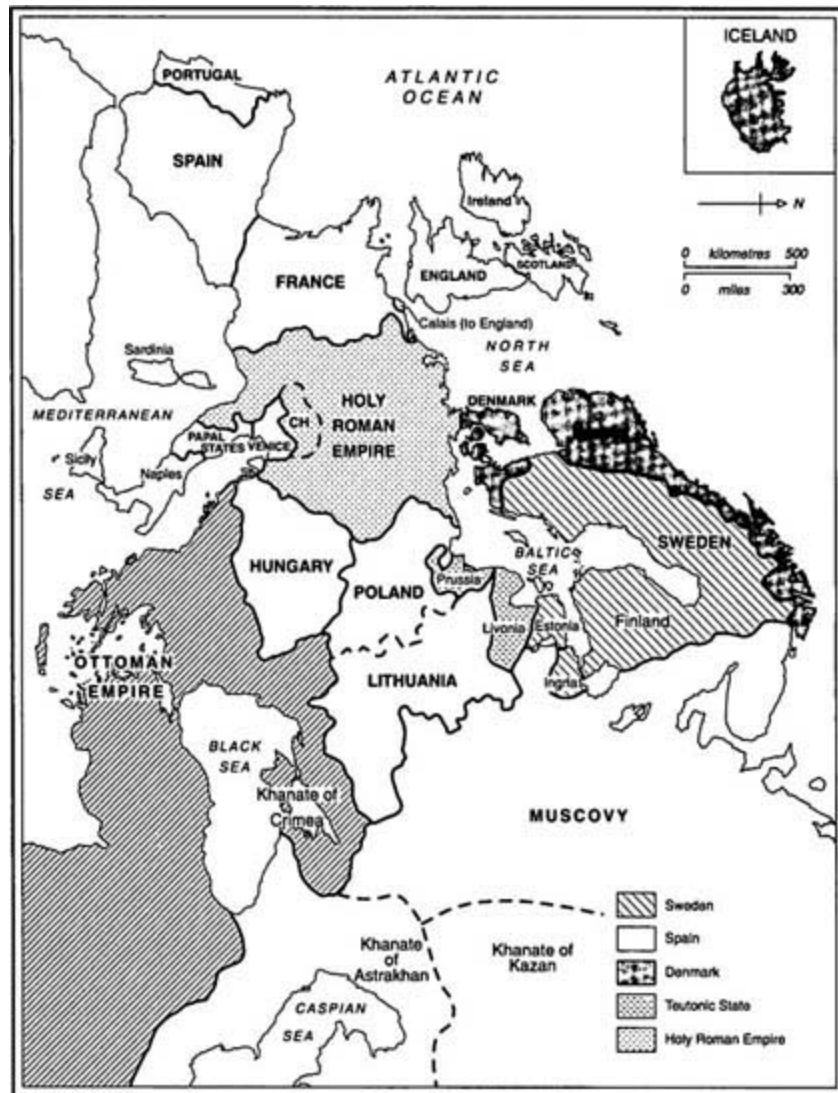 ICELAND
PORTUGAL
ATLANTIC
OCEAN
SPAIN
N
Ireland
0 kilometres 500
0 miles 300
SCOTLAND
ENGLAND
FRANCE
Calais (to England)
NORTH
SEA
Sardinia
DENMARK
HOLY
ROMAN
EMPIRE
MEDITERRANEAN
SEA
CH
PAPAL
STATES
VENICE
Sicily
Naples
SWEDEN
BALTIC
SEA
HUNGARY
POLAND
Prussia
Livonia
Estonia
Finland
OTTOMAN
EMPIRE
LITHUANIA
Ingria
BLACK
SEA
Khanate of
Crimea
MUSCOVY
Khanate
of
Astrakhan
Khanate of
Kazan
CASPIAN
SEA
Sweden
Spain
Denmark
Teutonic State
Holy Roman Empire